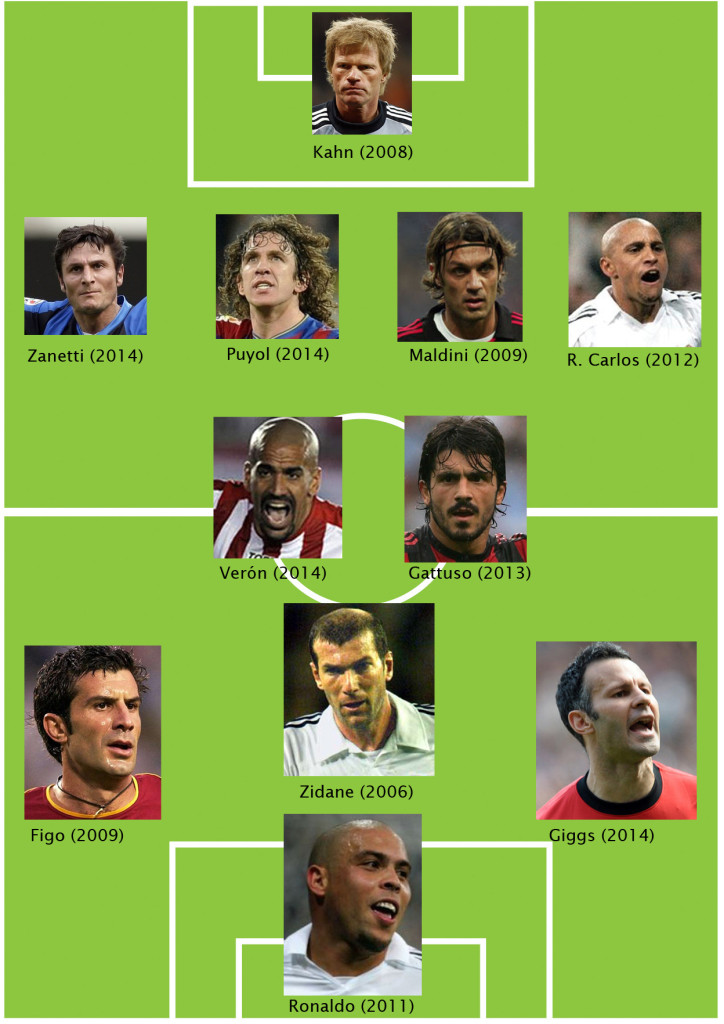 Kahn (2008)
Zanetti (2014)
Puyol (2014)
Maldini (2009)
R. Carlos (2012)
Verón (2014)
Gattuso (2013)
Zidane (2006)
Figo (2009)
Giggs (2014)
Ronaldo (2011)